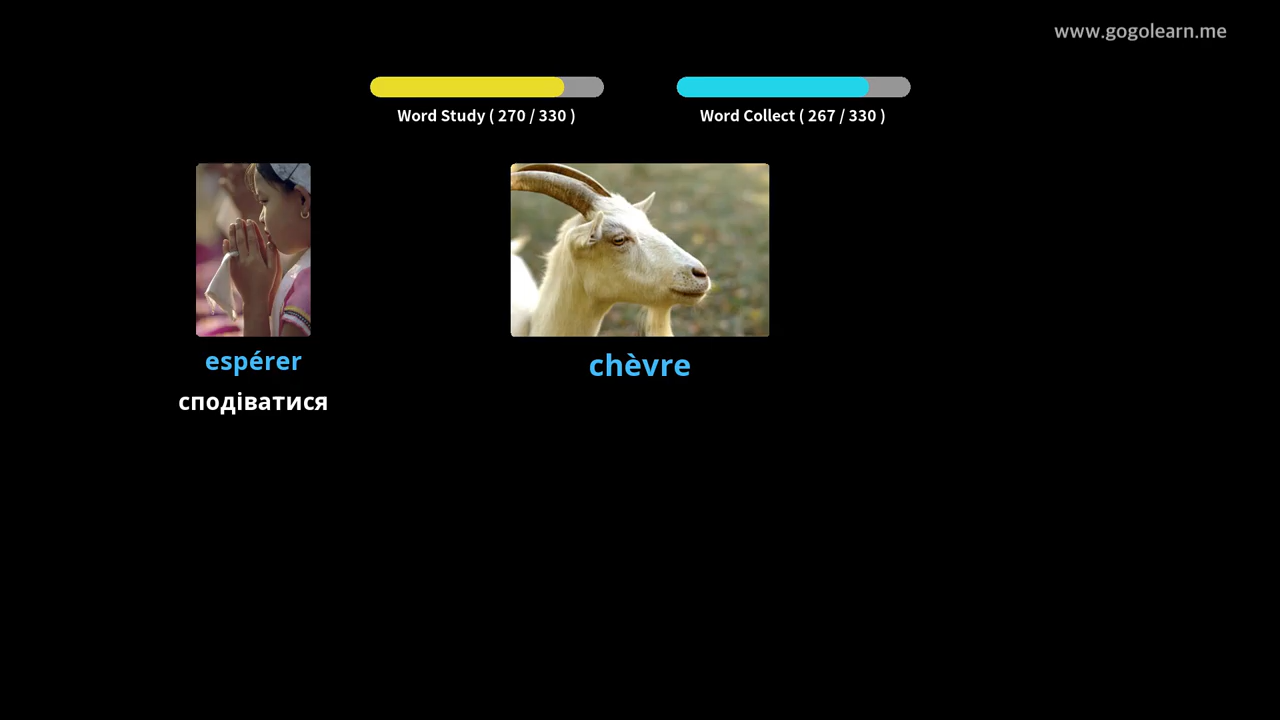 www.gogolearn.me
Word Study ( 270 / 330 )
Word Collect ( 267 / 330 )
espérer
сподіватися
chèvre